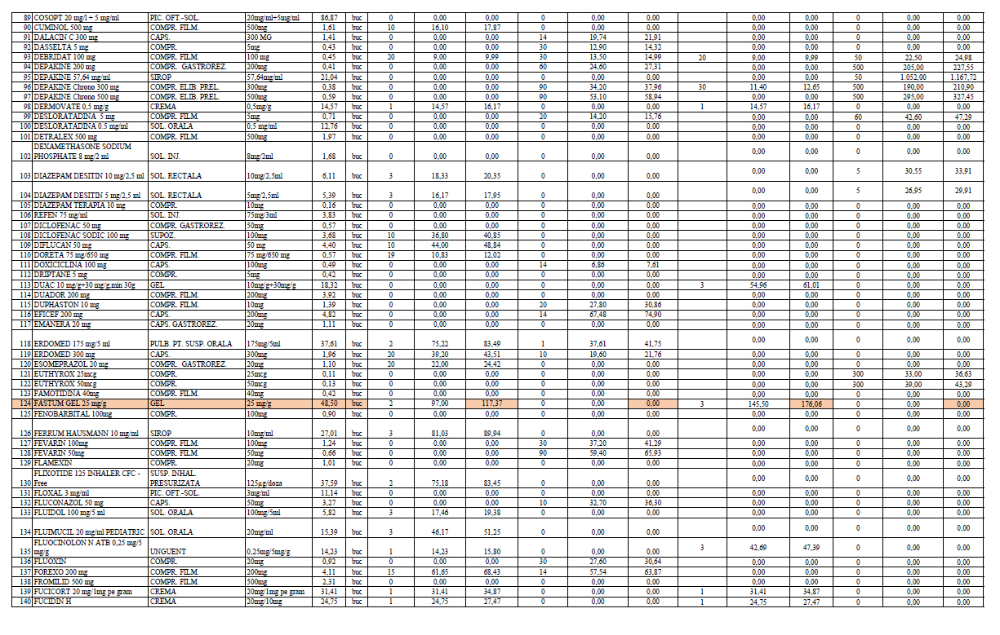 89 COSOPT 20 mg/l + 5 mg/ml PIC. OFT.-SOL. 20mg/ml+5mg/ml 86,87 buc 0 0,00 0,00 0 0,00 0,00 0,00 0,00 0 0,00 0,00
90 CUMINOL 500 mg COMPR. FILM. 500mg 1,61 buc 10 16,10 17,87 0 0,00 0,00 0,00 0,00 0 0,00 0,00
91 DALACIN C 300 mg CAPS. 300 MG 1,41 buc 0 0,00 0,00 14 19,74 21,91 0,00 0,00 0 0,00 0,00
92 DASSELTA 5 mg COMPR. 5mg 0,43 buc 0 0,00 0,00 30 12,90 14,32 0,00 0,00 0 0,00 0,00
93 DEBRIDAT 100 mg COMPR. FILM. 100 mg 0,45 buc 20 9,00 9,99 30 13,50 14,99 20 9,00 9,99 50 22,50 24,98
94 DEPAKINE 200 mg COMPR. GASTROREZ. 200mg 0,41 buc 0 0,00 0,00 60 24,60 27,31 0,00 0,00 500 205,00 227,55
95 DEPAKINE 57,64 mg/ml SIROP 57,64mg/ml 21,04 buc 0 0,00 0,00 0 0,00 0,00 0,00 0,00 50 1.052,00 1.167,72
96 DEPAKINE Chrono 300 mg COMPR. ELIB. PREL. 300mg 0,38 buc 0 0,00 0,00 90 34,20 37,96 30 11,40 12,65 500 190,00 210,90
97 DEPAKINE Chrono 500 mg COMPR. ELIB. PREL. 500mg 0,59 buc 0 0,00 0,00 90 53,10 58,94 0,00 0,00 500 295,00 327,45
98 DERMOVATE 0,5 mg/g CREMA 0,5mg/g 14,57 buc 1 14,57 16,17 0 0,00 0,00 1 14,57 16,17 0 0,00 0,00
99 DESLORATADINA 5 mg COMPR. FILM. 5mg 0,71 buc 0 0,00 0,00 20 14,20 15,76 0,00 0,00 60 42,60 47,29
100 DESLORATADINA 0.5 mg/ml SOL. ORALA 0,5 mg/ml 12,76 buc 0 0,00 0,00 0 0,00 0,00 0,00 0,00 0 0,00 0,00
101 DETRALEX 500 mg COMPR. FILM. 500mg 1,97 buc 0 0,00 0,00 0 0,00 0,00 0,00 0,00 0 0,00 0,00
DEXAMETHASONE SODIUM
102 PHOSPHATE 8 mg/2 ml SOL. INJ. 8mg/2ml 1,68 buc 0 0,00 0,00 0 0,00 0,00 0,00 0,00 0 0,00 0,00
103 DIAZEPAM DESITIN 10 mg/2,5 ml SOL. RECTALA 10mg/2,5ml 6,11 buc 3 18,33 20,35 0 0,00 0,00 0,00 0,00 5 30,55 33,91
104 DIAZEPAM DESITIN 5 mg/2,5 ml SOL. RECTALA 5mg/2,5ml 5,39 buc 3 16,17 17,95 0 0,00 0,00 0,00 0,00 5 26,95 29,91
105 DIAZEPAM TERAPIA 10 mg COMPR. 10mg 0,16 buc 0 0,00 0,00 0 0,00 0,00 0,00 0,00 0 0,00 0,00
106 REFEN 75 mg/ml SOL. INJ. 75mg/3ml 3,83 buc 0 0,00 0,00 0 0,00 0,00 0,00 0,00 0 0,00 0,00
107 DICLOFENAC 50 mg COMPR. GASTROREZ. 50mg 0,57 buc 0 0,00 0,00 0 0,00 0,00 0,00 0,00 0 0,00 0,00
108 DICLOFENAC SODIC 100 mg SUPOZ. 100mg 3,68 buc 10 36,80 40,85 0 0,00 0,00 0,00 0,00 0 0,00 0,00
109 DIFLUCAN 50 mg CAPS. 50 mg 4,40 buc 10 44,00 48,84 0 0,00 0,00 0,00 0,00 0 0,00 0,00
110 DORETA 75 mg/650 mg COMPR. FILM. 75 mg/650 mg 0,57 buc 19 10,83 12,02 0 0,00 0,00 0,00 0,00 0 0,00 0,00
111 DOXICICLINA 100 mg CAPS. 100mg 0,49 buc 0 0,00 0,00 14 6,86 7,61 0,00 0,00 0 0,00 0,00
112 DRIPTANE 5 mg COMPR. 5mg 0,42 buc 0 0,00 0,00 0 0,00 0,00 0,00 0,00 0 0,00 0,00
113 DUAC 10 mg/g+30 mg/g,min 30g GEL 10mg/g+30mg/g 18,32 buc 0 0,00 0,00 0 0,00 0,00 3 54,96 61,01 0 0,00 0,00
114 DUADOR 200 mg COMPR. FILM. 200mg 3,92 buc 0 0,00 0,00 0 0,00 0,00 0,00 0,00 0 0,00 0,00
115 DUPHASTON 10 mg COMPR. FILM. 10mg 1,39 buc 0 0,00 0,00 20 27,80 30,86 0,00 0,00 0 0,00 0,00
116 EFICEF 200 mg CAPS. 200mg 4,82 buc 0 0,00 0,00 14 67,48 74,90 0,00 0,00 0 0,00 0,00
117 EMANERA 20 mg CAPS. GASTROREZ. 20mg 1,11 buc 0 0,00 0,00 0 0,00 0,00 0,00 0,00 0 0,00 0,00
118 ERDOMED 175 mg/5 ml PULB. PT. SUSP. ORALA 175mg/5ml 37,61 buc 2 75,22 83,49 1 37,61 41,75 0,00 0,00 0 0,00 0,00
119 ERDOMED 300 mg CAPS. 300mg 1,96 buc 20 39,20 43,51 10 19,60 21,76 0,00 0,00 0 0,00 0,00
120 ESOMEPRAZOL 20 mg COMPR. GASTROREZ. 20mg 1,10 buc 20 22,00 24,42 0 0,00 0,00 0,00 0,00 0 0,00 0,00
121 EUTHYROX 25mcg COMPR. 25mcg 0,11 buc 0 0,00 0,00 0 0,00 0,00 0,00 0,00 300 33,00 36,63
122 EUTHYROX 50mcg COMPR. 50mcg 0,13 buc 0 0,00 0,00 0 0,00 0,00 0,00 0,00 300 39,00 43,29
123 FAMOTIDINA 40mg COMPR. FILM. 40mg 0,42 buc 0 0,00 0,00 0 0,00 0,00 0,00 0,00 0 0,00 0,00
124 FASTUM GEL 25 mg/g GEL 25 mg/g 48,50 buc 2 97,00 117,37 0 0,00 0,00 3 145,50 176,06 0 0,00 0,00
125 FENOBARBITAL 100mg COMPR. 100mg 0,90 buc 0 0,00 0,00 0 0,00 0,00 0,00 0,00 0 0,00 0,00
126 FERRUM HAUSMANN 10 mg/ml SIROP 10mg/ml 27,01 buc 3 81,03 89,94 0 0,00 0,00 0,00 0,00 0 0,00 0,00
127 FEVARIN 100mg COMPR. FILM. 100mg 1,24 buc 0 0,00 0,00 30 37,20 41,29 0,00 0,00 0 0,00 0,00
128 FEVARIN 50mg COMPR. FILM. 50mg 0,66 buc 0 0,00 0,00 90 59,40 65,93 0,00 0,00 0 0,00 0,00
129 FLAMEXIN COMPR. 20mg 1,01 buc 0 0,00 0,00 0 0,00 0,00 0,00 0,00 0 0,00 0,00
FLIXOTIDE 125 INHALER CFC - SUSP. INHAL.
130 Free PRESURIZATA 125µg/doza 37,59 buc 2 75,18 83,45 0 0,00 0,00 0,00 0,00 0 0,00 0,00
131 FLOXAL 3 mg/ml PIC. OFT.-SOL. 3mg/ml 11,14 buc 0 0,00 0,00 0 0,00 0,00 0,00 0,00 0 0,00 0,00
132 FLUCONAZOL 50 mg CAPS. 50mg 3,27 buc 0 0,00 0,00 10 32,70 36,30 0,00 0,00 0 0,00 0,00
133 FLUIDOL 100 mg/5 ml SOL. ORALA 100mg/5ml 5,82 buc 3 17,46 19,38 0 0,00 0,00 0,00 0,00 0 0,00 0,00
134 FLUIMUCIL 20 mg/ml PEDIATRIC SOL. ORALA 20mg/ml 15,39 buc 3 46,17 51,25 0 0,00 0,00 0,00 0,00 0 0,00 0,00
FLUOCINOLON N ATB 0,25 mg/5
135 mg/g UNGUENT 0,25mg/5mg/g 14,23 buc 1 14,23 15,80 0 0,00 0,00 3 42,69 47,39 0 0,00 0,00
136 FLUOXIN COMPR. 20mg 0,92 buc 0 0,00 0,00 30 27,60 30,64 0,00 0,00 0 0,00 0,00
137 FOREXO 200 mg COMPR. FILM. 200mg 4,11 buc 15 61,65 68,43 14 57,54 63,87 0,00 0,00 0 0,00 0,00
138 FROMILID 500 mg COMPR. FILM. 500mg 2,31 buc 0 0,00 0,00 0 0,00 0,00 0,00 0,00 0 0,00 0,00
139 FUCICORT 20 mg/1mg pe gram CREMA 20mg/1mg pe gram 31,41 buc 1 31,41 34,87 0 0,00 0,00 1 31,41 34,87 0 0,00 0,00
140 FUCIDIN H CREMA 20mg/10mg 24,75 buc 1 24,75 27,47 0 0,00 0,00 1 24,75 27,47 0 0,00 0,00